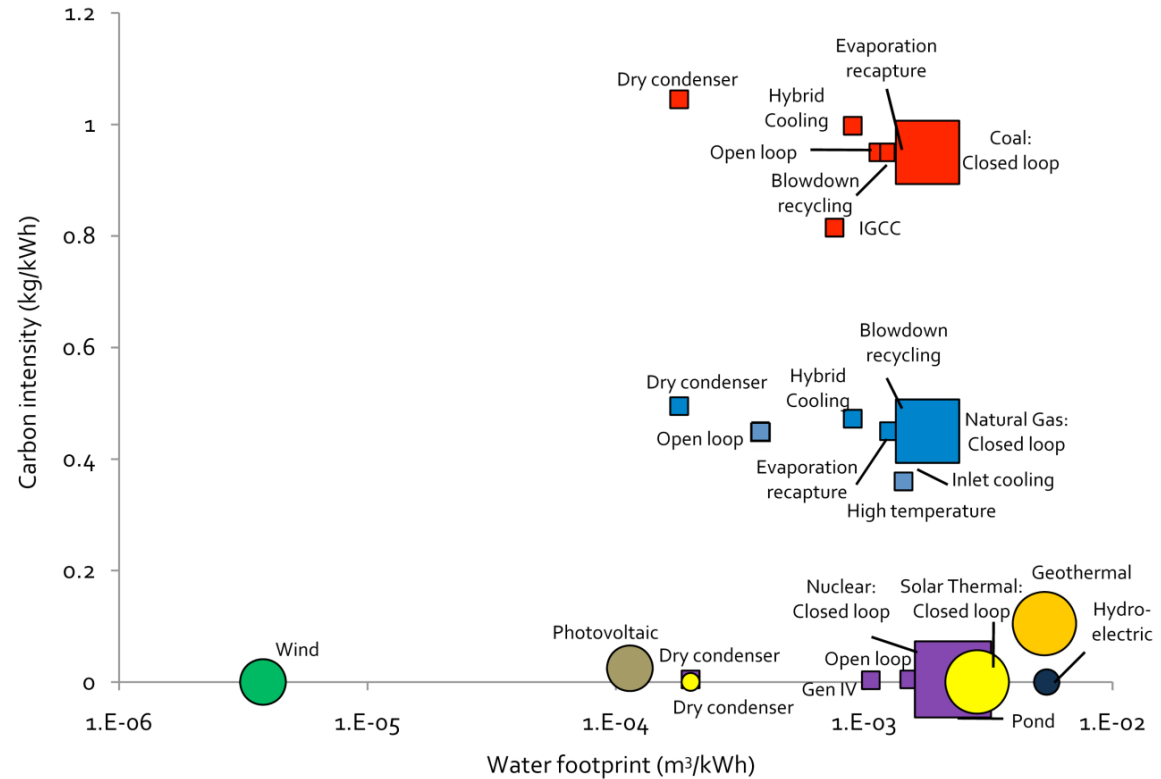 1.2
Evaporation
recapture
Dry condenser
Hybrid
Cooling
1
Open loop
Coal:
Closed loop
Blowdown
recycling
0.8
IGCC
Carbon intensity (kg/kWh)
0.6
Blowdown
recycling
Dry condenser
Hybrid
Cooling
Open loop
Natural Gas:
Closed loop
0.4
Evaporation
recapture
Inlet cooling
High temperature
0.2
Nuclear:
Closed loop
Solar Thermal:
Closed loop
Geothermal
Hydro-
electric
Wind
Photovoltaic
Dry condenser
Open loop
0
Gen IV
Dry condenser
Pond
1.E-06
1.E-05
1.E-04
1.E-03
1.E-02
Water footprint (m³/kWh)